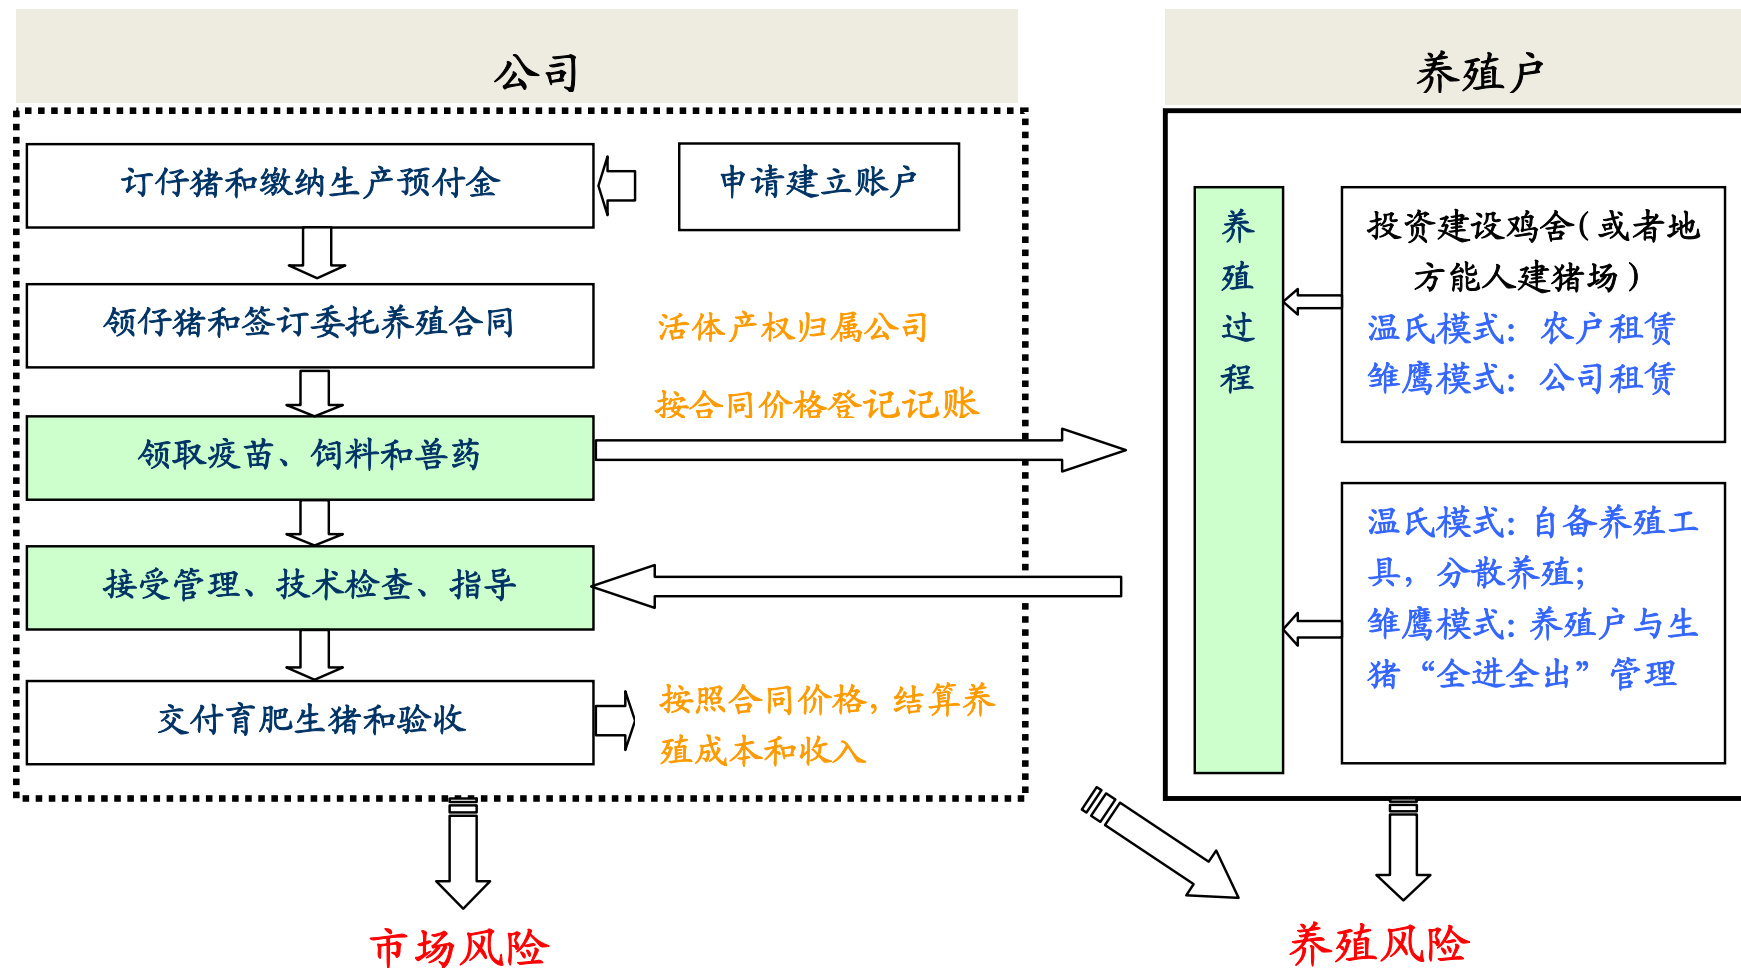 公司
订仔猪和缴纳生产预付金
申请建立账户
领仔猪和签订委托养殖合同
活体产权归属公司
按合同价格登记记账
领取疫苗、饲料和兽药
接受管理、技术检查、指导
交付育肥生猪和验收
按照合同价格，结算养
殖成本和收入
市场风险
养殖户
养
殖
过
程
投资建设鸡舍（或者地
方能人建猪场）
温氏模式：农户租赁
雏鹰模式：公司租赁
温氏模式：自备养殖工
具，分散养殖；
雏鹰模式：养殖户与生
猪“全进全出”管理
养殖风险